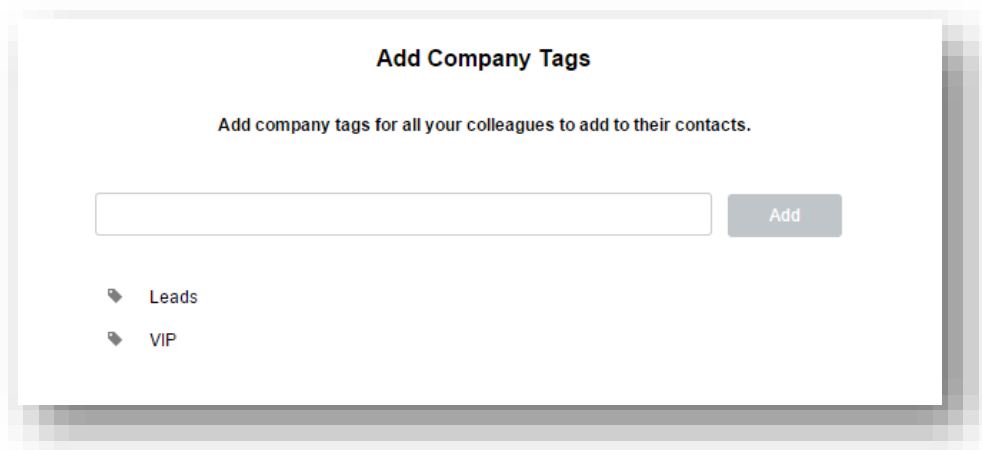 Add Company Tags
Add company tags for all your colleagues to add to their contacts.
Add
Leads
VIP